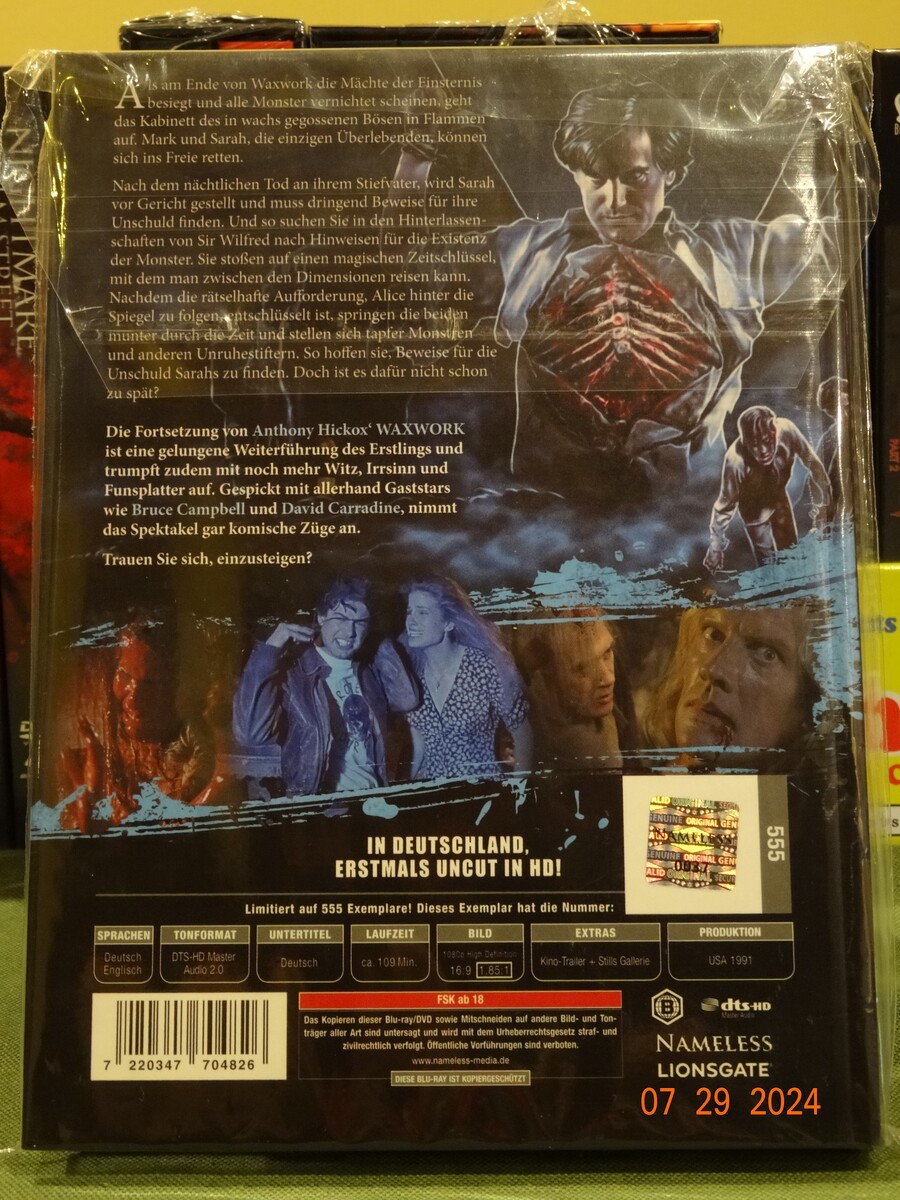 Als am Ende von Waxwork die Mächte der Finsternis
besiegt und alle Monster vernichtet scheinen, geht
das Kabinett des in wachs gegossenen Bösen in Flammen
auf. Mark und Sarah, die einzigen Überlebenden, können
sich ins Freie retten.
Nach dem nächtlichen Tod an ihrem Stiefvater, wird Sarah
vor Gericht gestellt und muss dringend Beweise für ihre
Unschuld finden. Und so suchen Sie in den Hinterlassen-
schaften von Sir Wilfred nach Hinweisen für die Existenz
der Monster. Sie stoßen auf einen magischen Zeitschlüssel,
mit dem man zwischen den Dimensionen reisen kann.
Nachdem die rätselhafte Aufforderung, Alice hinter die
Spiegel zu folgen, entschlüsselt ist, springen die beiden
munter durch die Zeit und stellen sich tapfer Monstren
und anderen Unruhestiftern. So hoffen sie, Beweise für die
Unschuld Sarahs zu finden. Doch ist es dafür nicht schon
zu spät?
Die Fortsetzung von Anthony Hickox‘ WAXWORK
ist eine gelungene Weiterführung des Erstlings und
trumpft zudem mit noch mehr Witz, Irrsinn und
Funsplatter auf. Gespickt mit allerhand Gaststars
wie Bruce Campbell und David Carradine, nimmt
das Spektakel gar komische Züge an.
Trauen Sie sich, einzusteigen?
IN DEUTSCHLAND,
ERSTMALS UNCUT IN HD!
Limitiert auf 555 Exemplare! Dieses Exemplar hat die Nummer:
555
NAMELESS
SPRACHEN
Deutsch
Englisch
TONFORMAT
DTS-HD Master
Audio 2.0
UNTERTITEL
Deutsch
LAUFZEIT
ca. 109 Min.
BILD
1080p High Definition
16:9 1.85:1
EXTRAS
Kino-Trailer + Stills Gallerie
PRODUKTION
USA 1991
7 220347 704826
FSK ab 18
Das Kopieren dieser Blu-ray/DVD sowie Mitschneiden auf andere Bild- und Ton-
träger aller Art sind untersagt und wird mit dem Urheberrechtsgesetz straf- und
zivilrechtlich verfolgt. Öffentliche Vorführungen sind verboten.
www.nameless-media.de
DIESE BLU-RAY IST KOPIERGESCHÜTZT
dts-HD
Master Audio
NAMELESS
LIONSGATE
07 29 2024